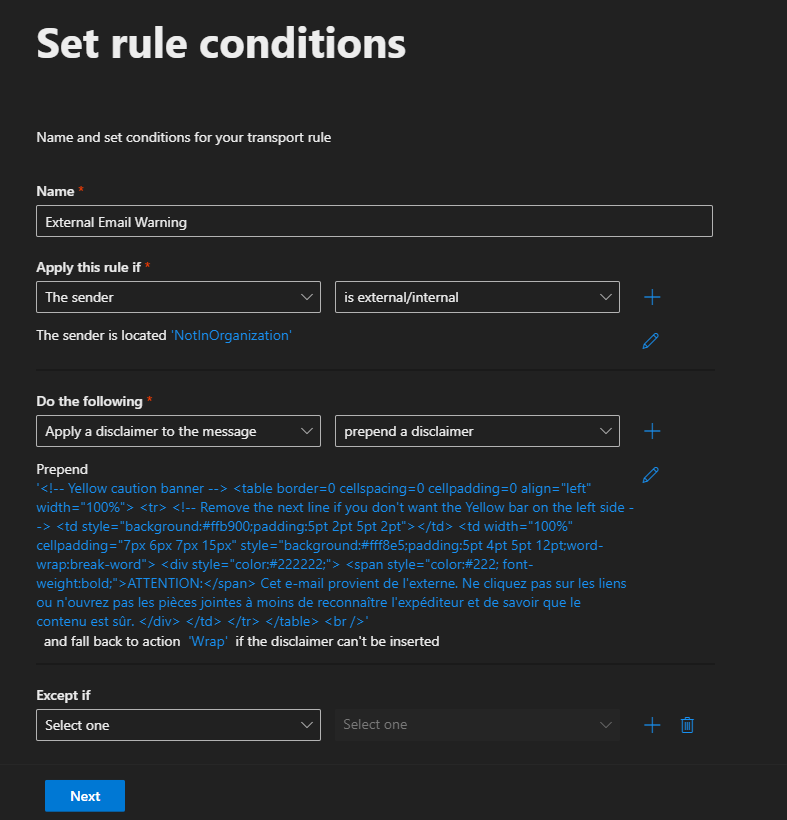 Set rule conditions
Name and set conditions for your transport rule
Name *
External Email Warning
Apply this rule if *
The sender
is external/internal
The sender is located 'NotInOrganization'
Do the following *
Apply a disclaimer to the message
prepend a disclaimer
Prepend
'<!-- Yellow caution banner --> <table border=0 cellspacing=0 cellpadding=0 align="left"
width="100%"> <tr> <!-- Remove the next line if you don't want the Yellow bar on the left side -
-> <td style="background:#ffb900;padding:5pt 2pt 5pt 2pt"></td> <td width="100%"
cellpadding="7px 6px 7px 15px" style="background:#fff8e5;padding:5pt 4pt 5pt 12pt;word-
wrap:break-word"> <div style="color:#222222;"> <span style="color:#222; font-
weight:bold;">ATTENTION:</span> Cet e-mail provient de l'externe. Ne cliquez pas sur les liens
ou n'ouvrez pas les pièces jointes à moins de reconnaître l'expéditeur et de savoir que le
contenu est sûr. </div> </td> </tr> </table> <br />'
and fall back to action 'Wrap' if the disclaimer can't be inserted
Except if
Select one
Select one
Next